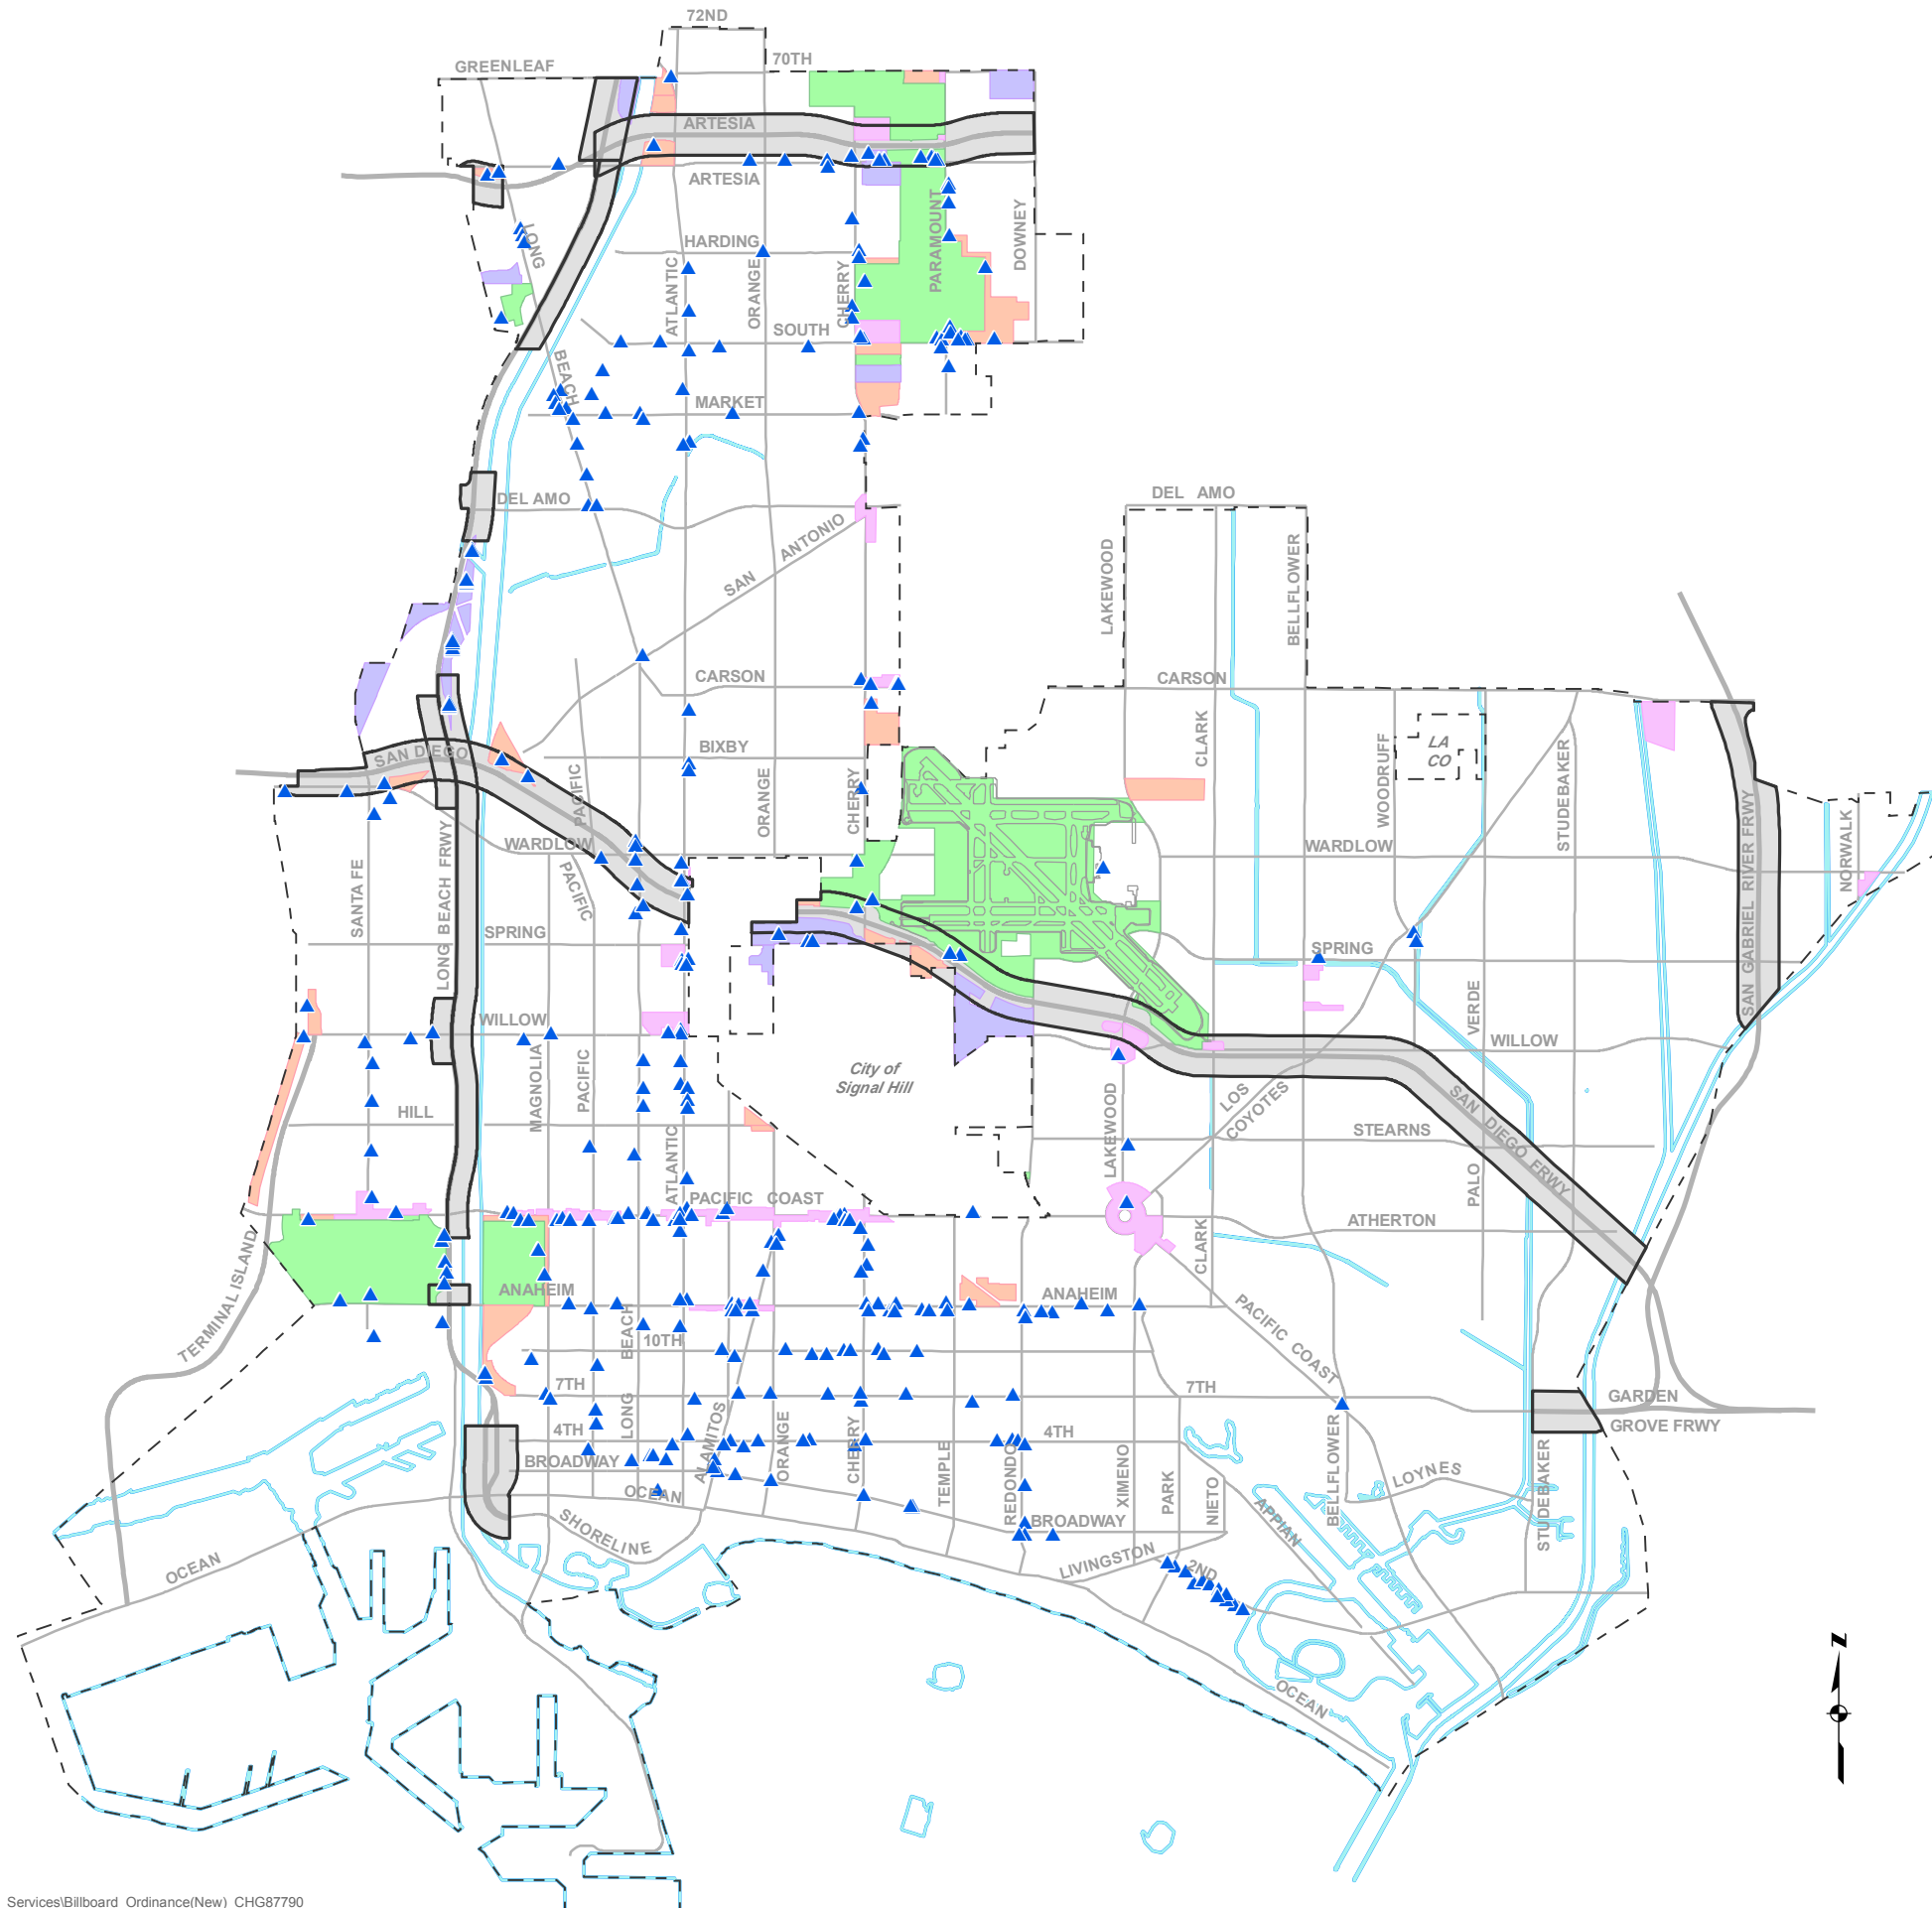 72ND
GREENLEAF
70TH
ARTESIA
ARTESIA
LONG
HARDING
ATLANTIC
ORANGE
CHERRY
PARAMOUNT
DOWNEY
SOUTH
BEACH
MARKET
DEL AMO
DEL AMO
SAN
ANTONIO
LAKEWOOD
BELLFLOWER
CARSON
CARSON
SAN DIEGO
BIXBY
PACIFIC
ORANGE
CHERRY
CLARK
WOODRUFF
LA
CO
STUDEBAKER
SAN GABRIEL RIVER FRWY
NORWALK
WARDLOW
WARDLOW
SANTA FE
LONG BEACH FRWY
PACIFIC
SPRING
SPRING
WILLOW
WILLOW
MAGNOLIA
PACIFIC
City of
Signal Hill
VERDE
HILL
LOS
COYOTES
SAN DIEGO FRWY
STEARNS
ATLANTIC
LAKEWOOD
PALO
PACIFIC COAST
ATHERTON
CLARK
TERMINAL ISLAND
ANAHEIM
ANAHEIM
PACIFIC COAST
BEACH
10TH
7TH
7TH
GARDEN
GROVE FRWY
LONG
4TH
4TH
ALAMITOS
ORANGE
CHERRY
TEMPLE
REDONDO
XIMENO
PARK
NIETO
BELLFLOWER
LOYNES
STUDEBAKER
BROADWAY
OCEAN
APPIAN
SHORELINE
BROADWAY
LIVINGSTON
2ND
OCEAN
OCEAN
N
Services\Billboard_Ordinance(New)_CHG87790